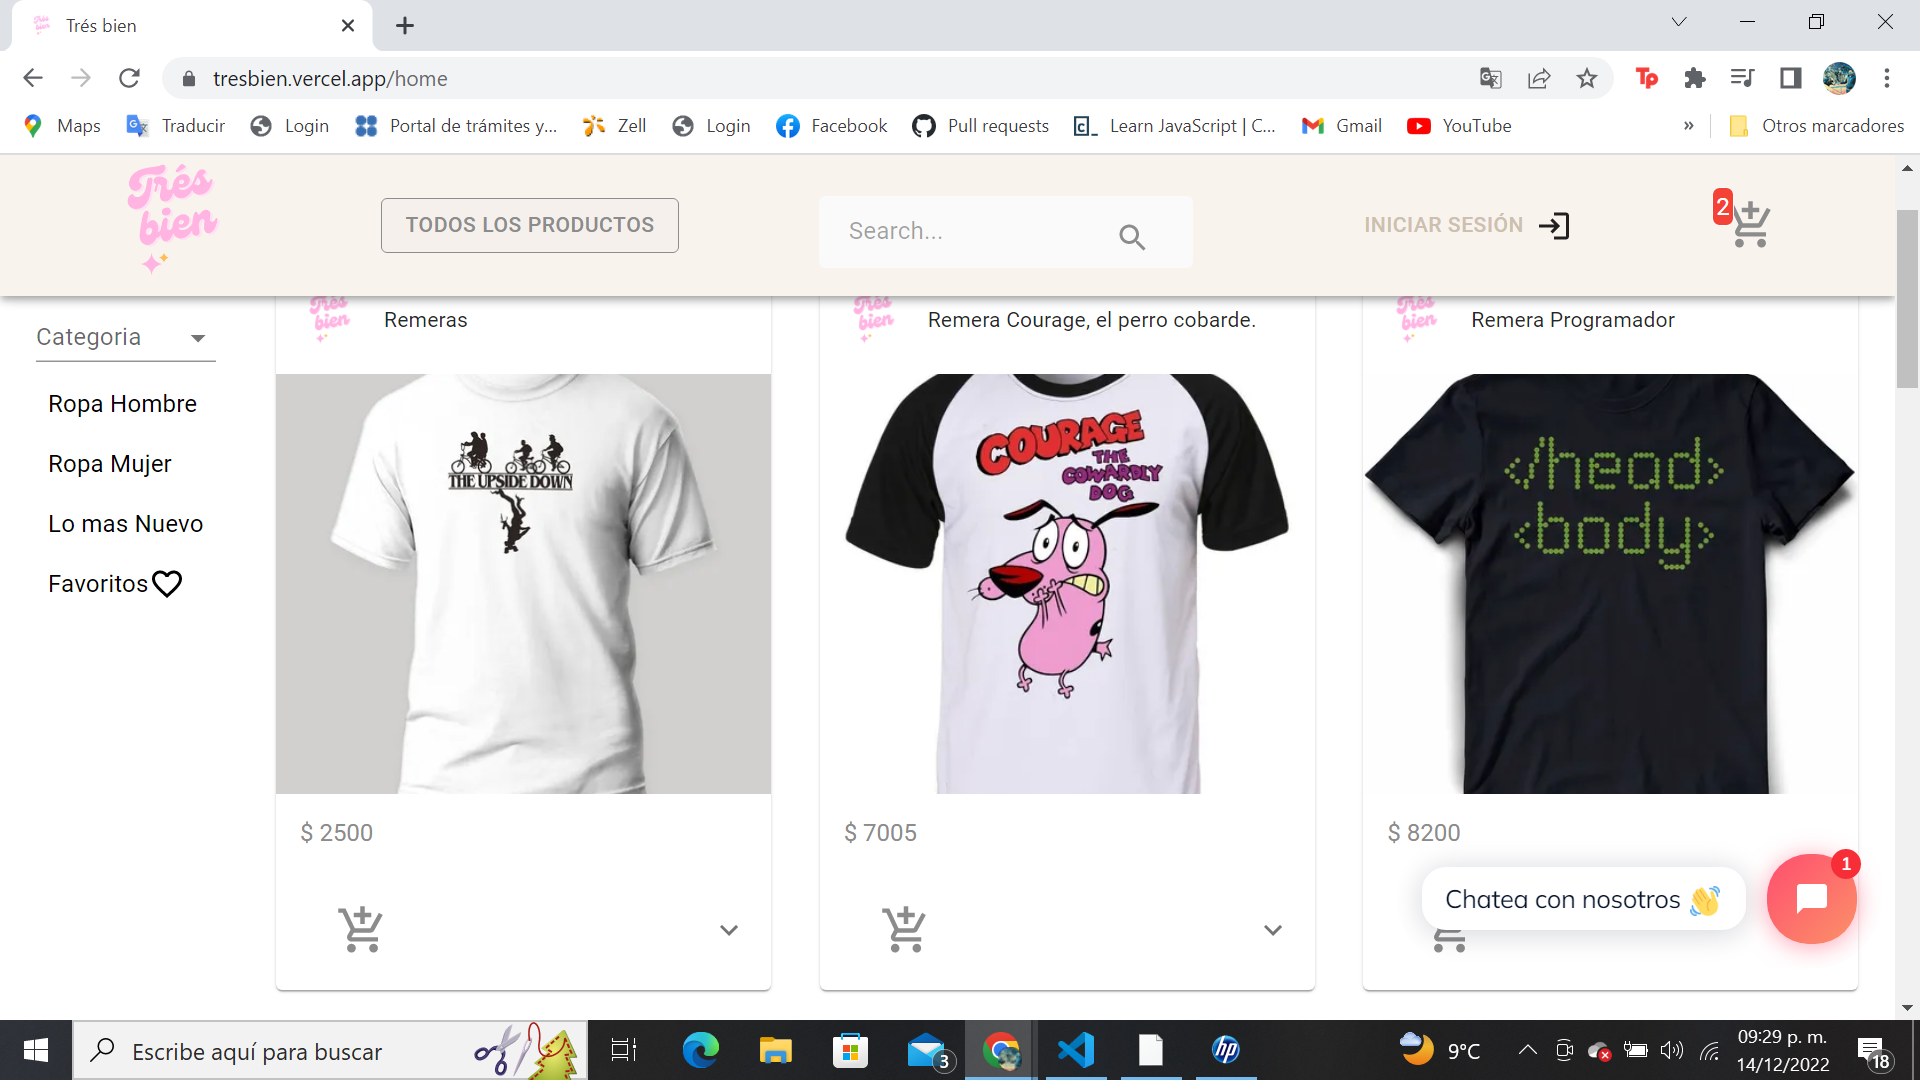 Trés bien
tresbien.vercel.app/home
Maps
Traducir
Login
Portal de trámites y...
Zell
Login
Facebook
Pull requests
Learn JavaScript | C...
Gmail
YouTube
»
Otros marcadores
Trés
bien
TODOS LOS PRODUCTOS
Search...
INICIAR SESIÓN
2
Categoria
Ropa Hombre
Ropa Mujer
Lo mas Nuevo
Favoritos
Trés
bien
Remeras
THE UPSIDE DOWN
$ 2500
Trés
bien
Remera Courage, el perro cobarde.
COURAGE
THE
COWARDLY
DOG
$ 7005
Trés
bien
Remera Programador
</head>
<body>
$ 8200
Chatea con nosotros 👋
1
Escribe aquí para buscar
3
9°C
09:29 p. m.
14/12/2022
18